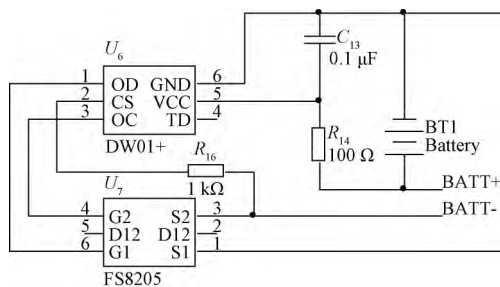 U6
1 OD GND 6
2 CS VCC 5
3 OC TD 4
DW01+
C13
0.1 μF
R14
100 Ω
BT1
Battery
R16
1 kΩ
BATT+
BATT-
U7
4 G2 S2 3
5 D12 D12 2
6 G1 S1 1
FS8205